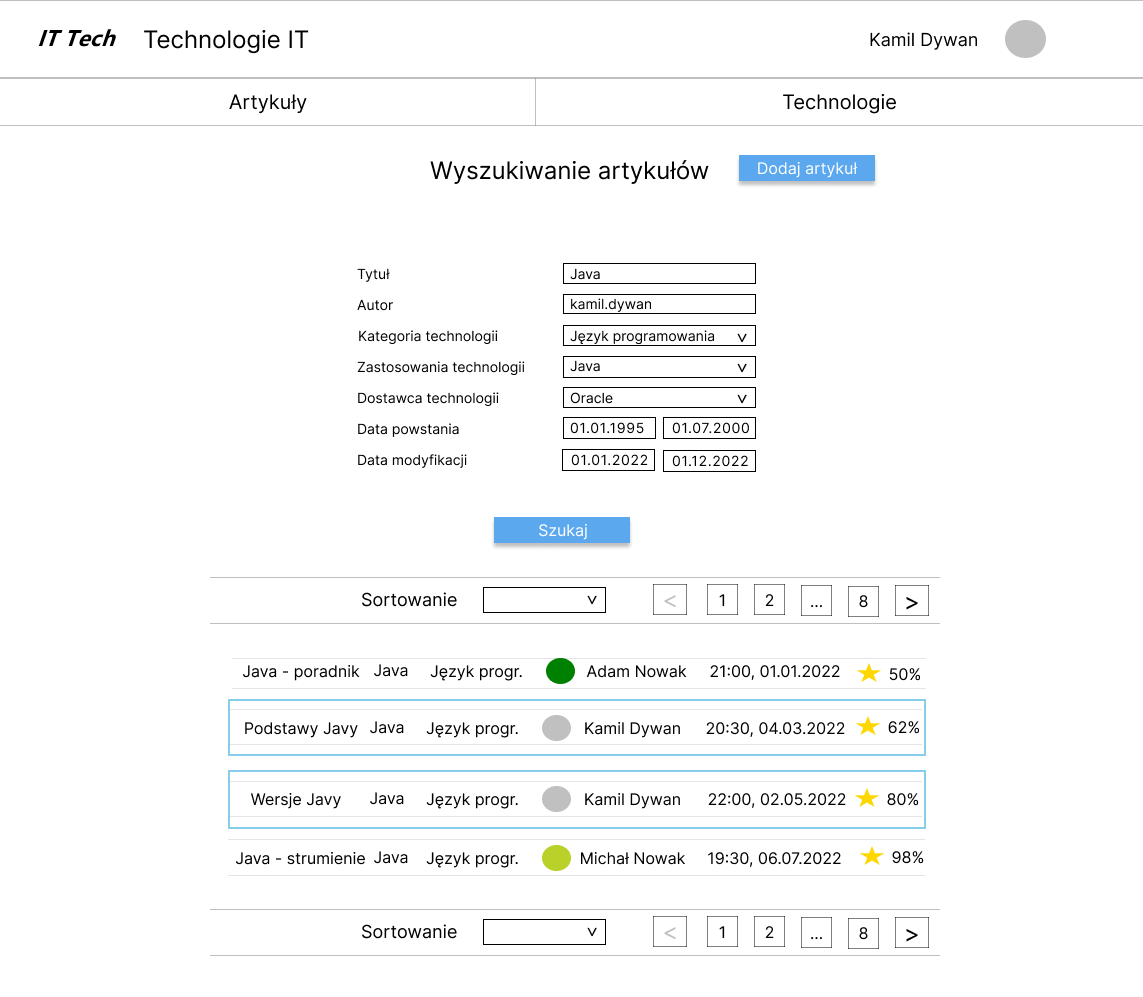 IT Tech Technologie IT Kamil Dywan
Artykuły Technologie
Wyszukiwanie artykułów Dodaj artykuł
Tytuł Java
Autor kamil.dywan
Kategoria technologii Język programowania v
Zastosowania technologii Java v
Dostawca technologii Oracle v
Data powstania 01.01.1995 01.07.2000
Data modyfikacji 01.01.2022 01.12.2022
Szukaj
Sortowanie v < 1 2 ... 8 >
Java - poradnik Java Język progr. Adam Nowak 21:00, 01.01.2022 50%
Podstawy Javy Java Język progr. Kamil Dywan 20:30, 04.03.2022 62%
Wersje Javy Java Język progr. Kamil Dywan 22:00, 02.05.2022 80%
Java - strumienie Java Język progr. Michał Nowak 19:30, 06.07.2022 98%
Sortowanie v < 1 2 ... 8 >